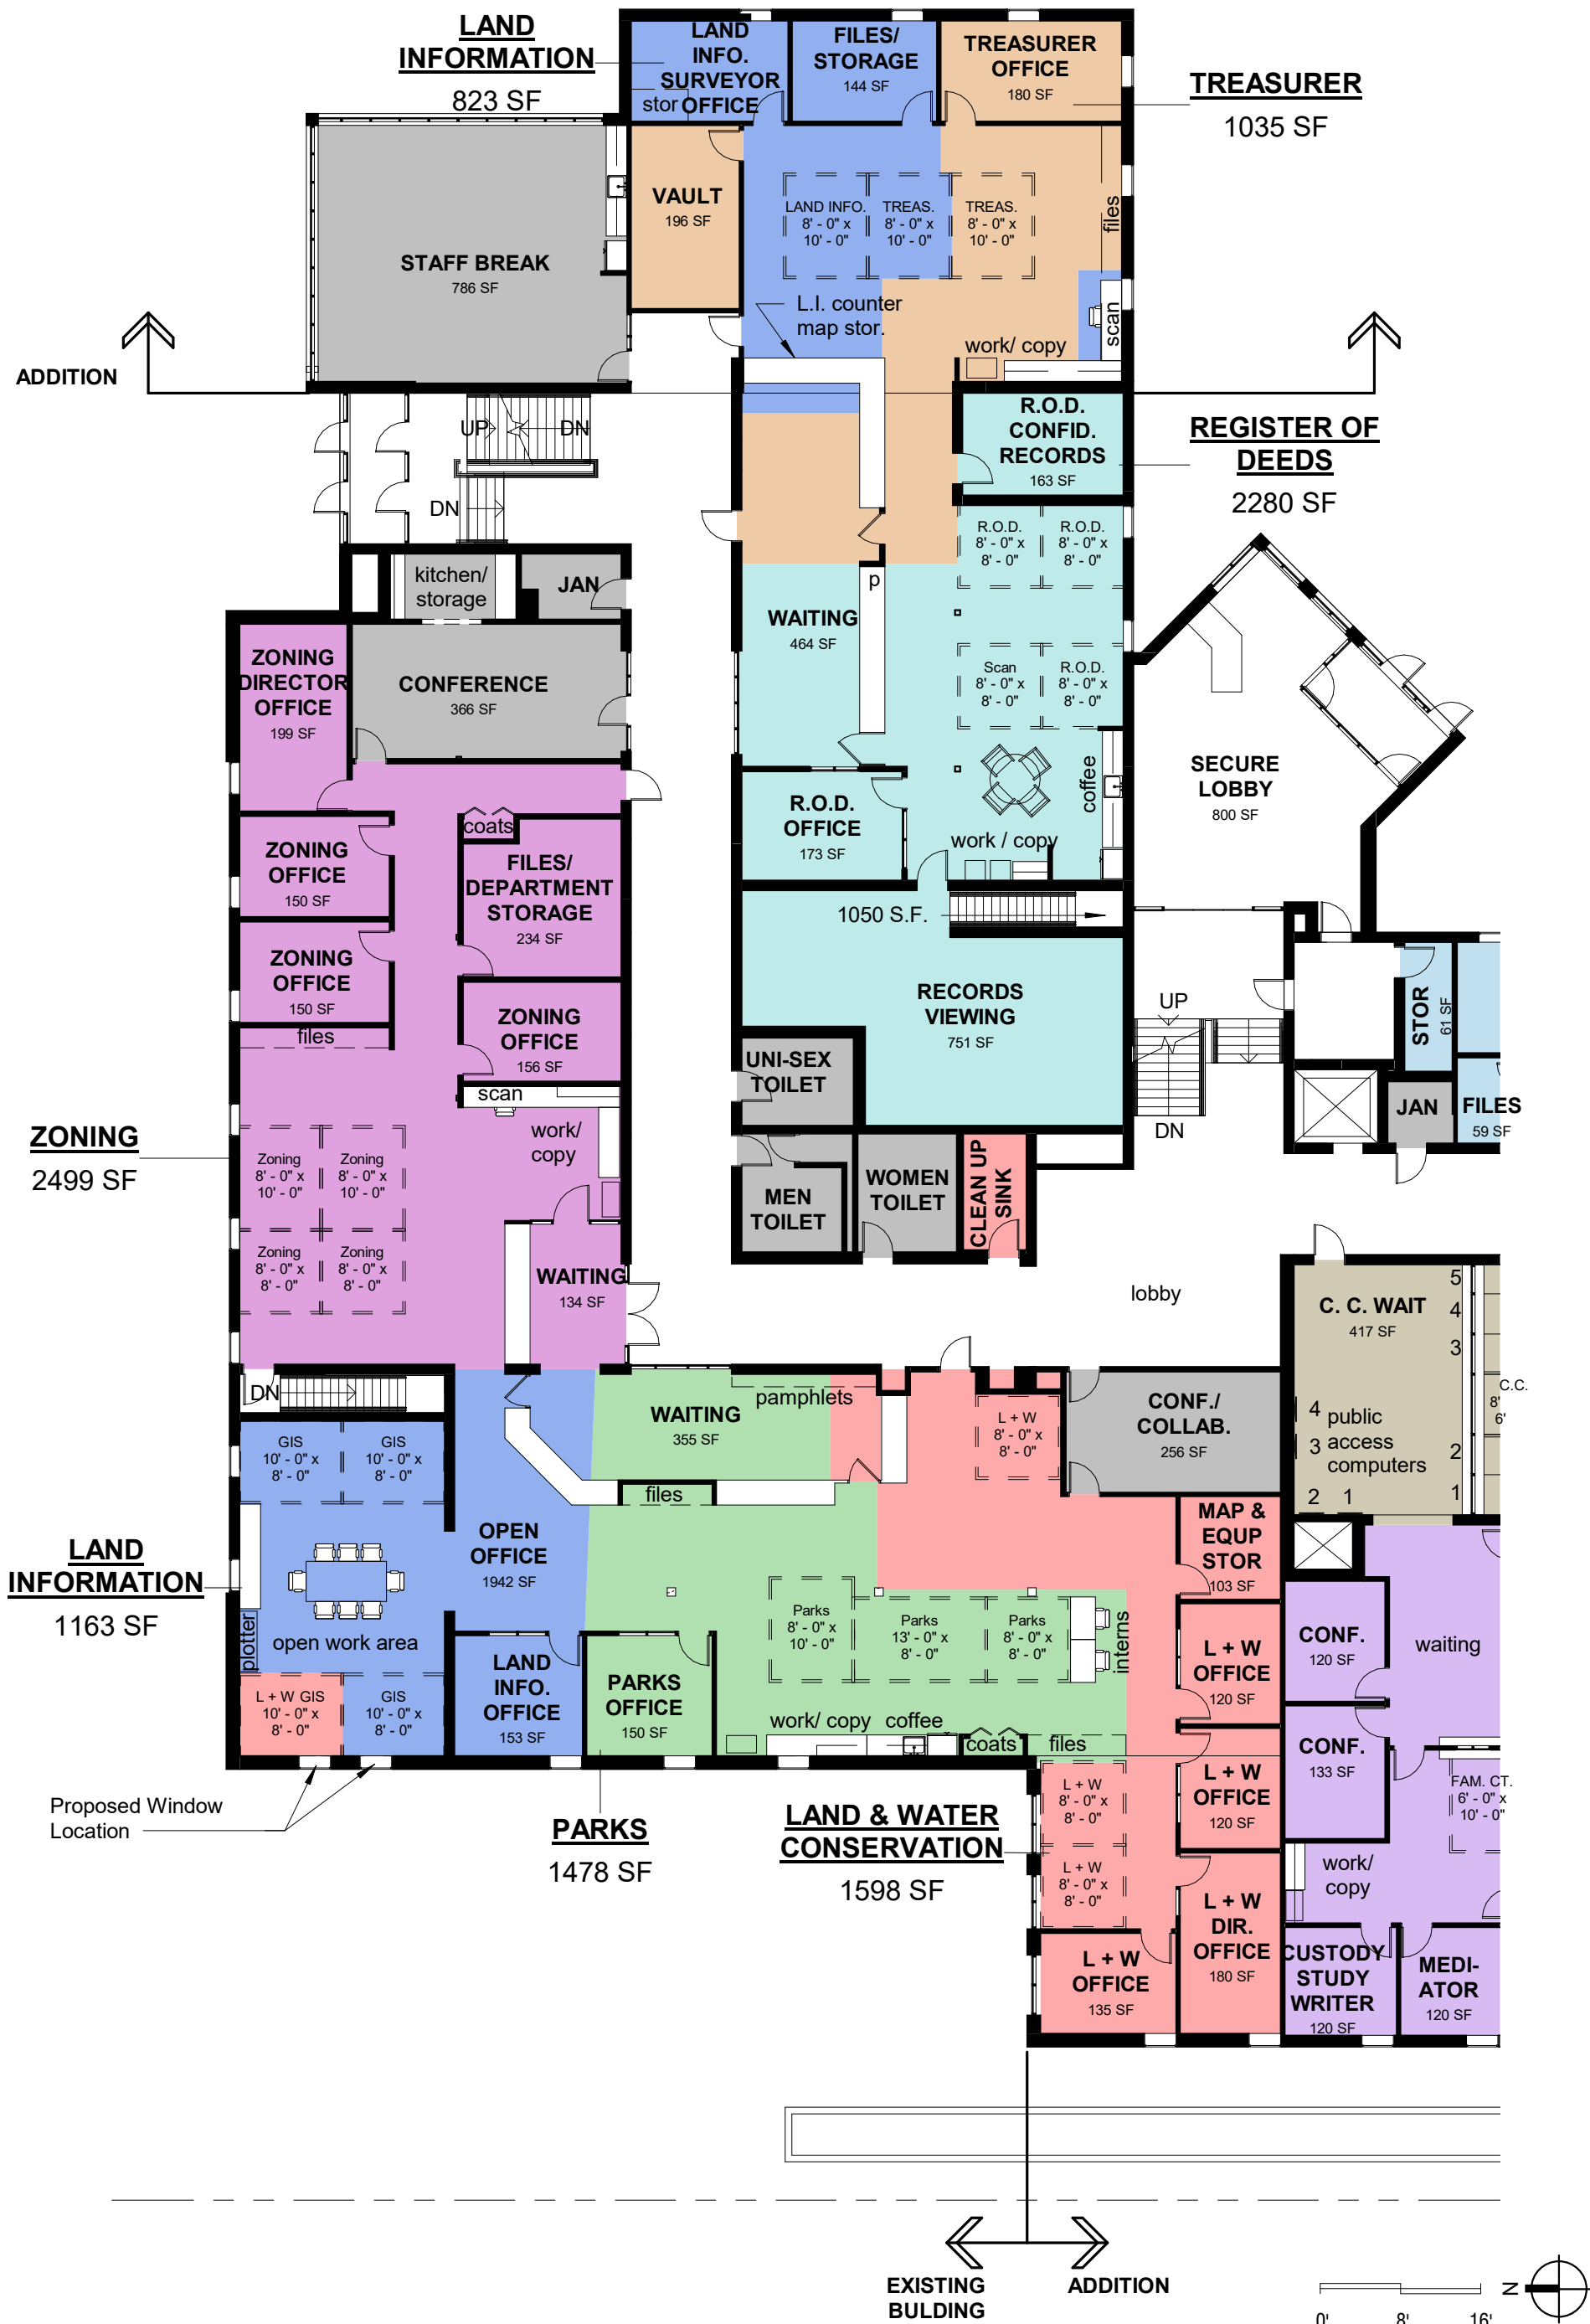 LAND
INFORMATION
823 SF
LAND
INFO.
SURVEYOR
OFFICE
stor
FILES/
STORAGE
144 SF
TREASURER
OFFICE
180 SF
TREASURER
1035 SF
STAFF BREAK
786 SF
VAULT
196 SF
LAND INFO.
8' - 0" x
10' - 0"
TREAS.
8' - 0" x
10' - 0"
TREAS.
8' - 0" x
10' - 0"
files
scan
L.I. counter
map stor.
work/ copy
ADDITION
UP
DN
DN
R.O.D.
CONFID.
RECORDS
163 SF
REGISTER OF
DEEDS
2280 SF
R.O.D.
8' - 0" x
8' - 0"
R.O.D.
8' - 0" x
8' - 0"
kitchen/
storage
JAN
p
WAITING
464 SF
Scan
8' - 0" x
8' - 0"
R.O.D.
8' - 0" x
8' - 0"
ZONING
DIRECTOR
OFFICE
199 SF
CONFERENCE
366 SF
SECURE
LOBBY
800 SF
coffee
R.O.D.
OFFICE
173 SF
work / copy
coats
ZONING
OFFICE
150 SF
FILES/
DEPARTMENT
STORAGE
234 SF
1050 S.F.
ZONING
OFFICE
150 SF
RECORDS
VIEWING
751 SF
ZONING
OFFICE
156 SF
files
UP
DN
STOR
61 SF
UNI-SEX
TOILET
scan
work/
copy
JAN
FILES
59 SF
ZONING
2499 SF
Zoning
8' - 0" x
10' - 0"
Zoning
8' - 0" x
10' - 0"
MEN
TOILET
WOMEN
TOILET
CLEAN UP
SINK
Zoning
8' - 0" x
8' - 0"
Zoning
8' - 0" x
8' - 0"
WAITING
134 SF
lobby
C. C. WAIT
417 SF
5
4
3
2
1
C.C.
8'
6'
4
3
2
1
public
access
computers
DN
WAITING
355 SF
pamphlets
L + W
8' - 0" x
8' - 0"
CONF./
COLLAB.
256 SF
GIS
10' - 0" x
8' - 0"
GIS
10' - 0" x
8' - 0"
files
OPEN
OFFICE
1942 SF
MAP &
EQUP
STOR
103 SF
LAND
INFORMATION
1163 SF
plotter
open work area
Parks
8' - 0" x
10' - 0"
Parks
13' - 0" x
8' - 0"
Parks
8' - 0" x
8' - 0"
interns
L + W
OFFICE
120 SF
CONF.
120 SF
waiting
L + W GIS
10' - 0" x
8' - 0"
GIS
10' - 0" x
8' - 0"
LAND
INFO.
OFFICE
153 SF
PARKS
OFFICE
150 SF
work/ copy
coffee
coats
files
L + W
OFFICE
120 SF
CONF.
133 SF
FAM. CT.
6' - 0" x
10' - 0"
Proposed Window
Location
PARKS
1478 SF
LAND & WATER
CONSERVATION
1598 SF
L + W
8' - 0" x
8' - 0"
L + W
8' - 0" x
8' - 0"
work/
copy
L + W
DIR.
OFFICE
180 SF
L + W
OFFICE
135 SF
CUSTODY
STUDY
WRITER
120 SF
MEDI-
ATOR
120 SF
EXISTING
BULDING
ADDITION
N
0'
8'
16'